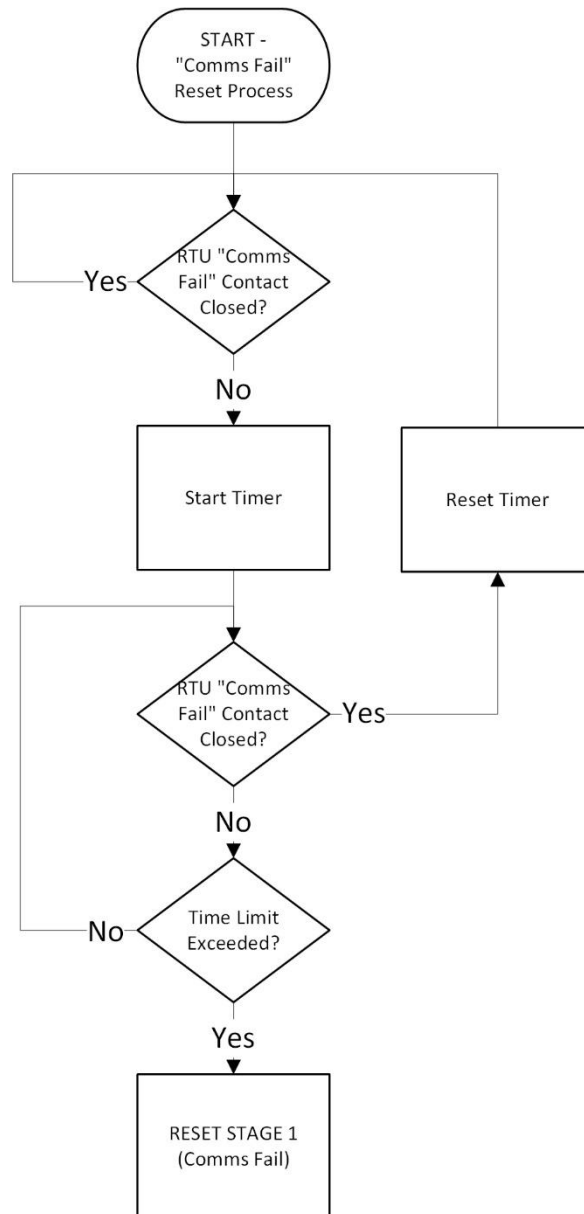 START -
"Comms Fail"
Reset Process
RTU "Comms
Fail" Contact
Closed?
Yes
No
Start Timer
Reset Timer
RTU "Comms
Fail" Contact
Closed?
Yes
No
Time Limit
Exceeded?
No
Yes
RESET STAGE 1
(Comms Fail)